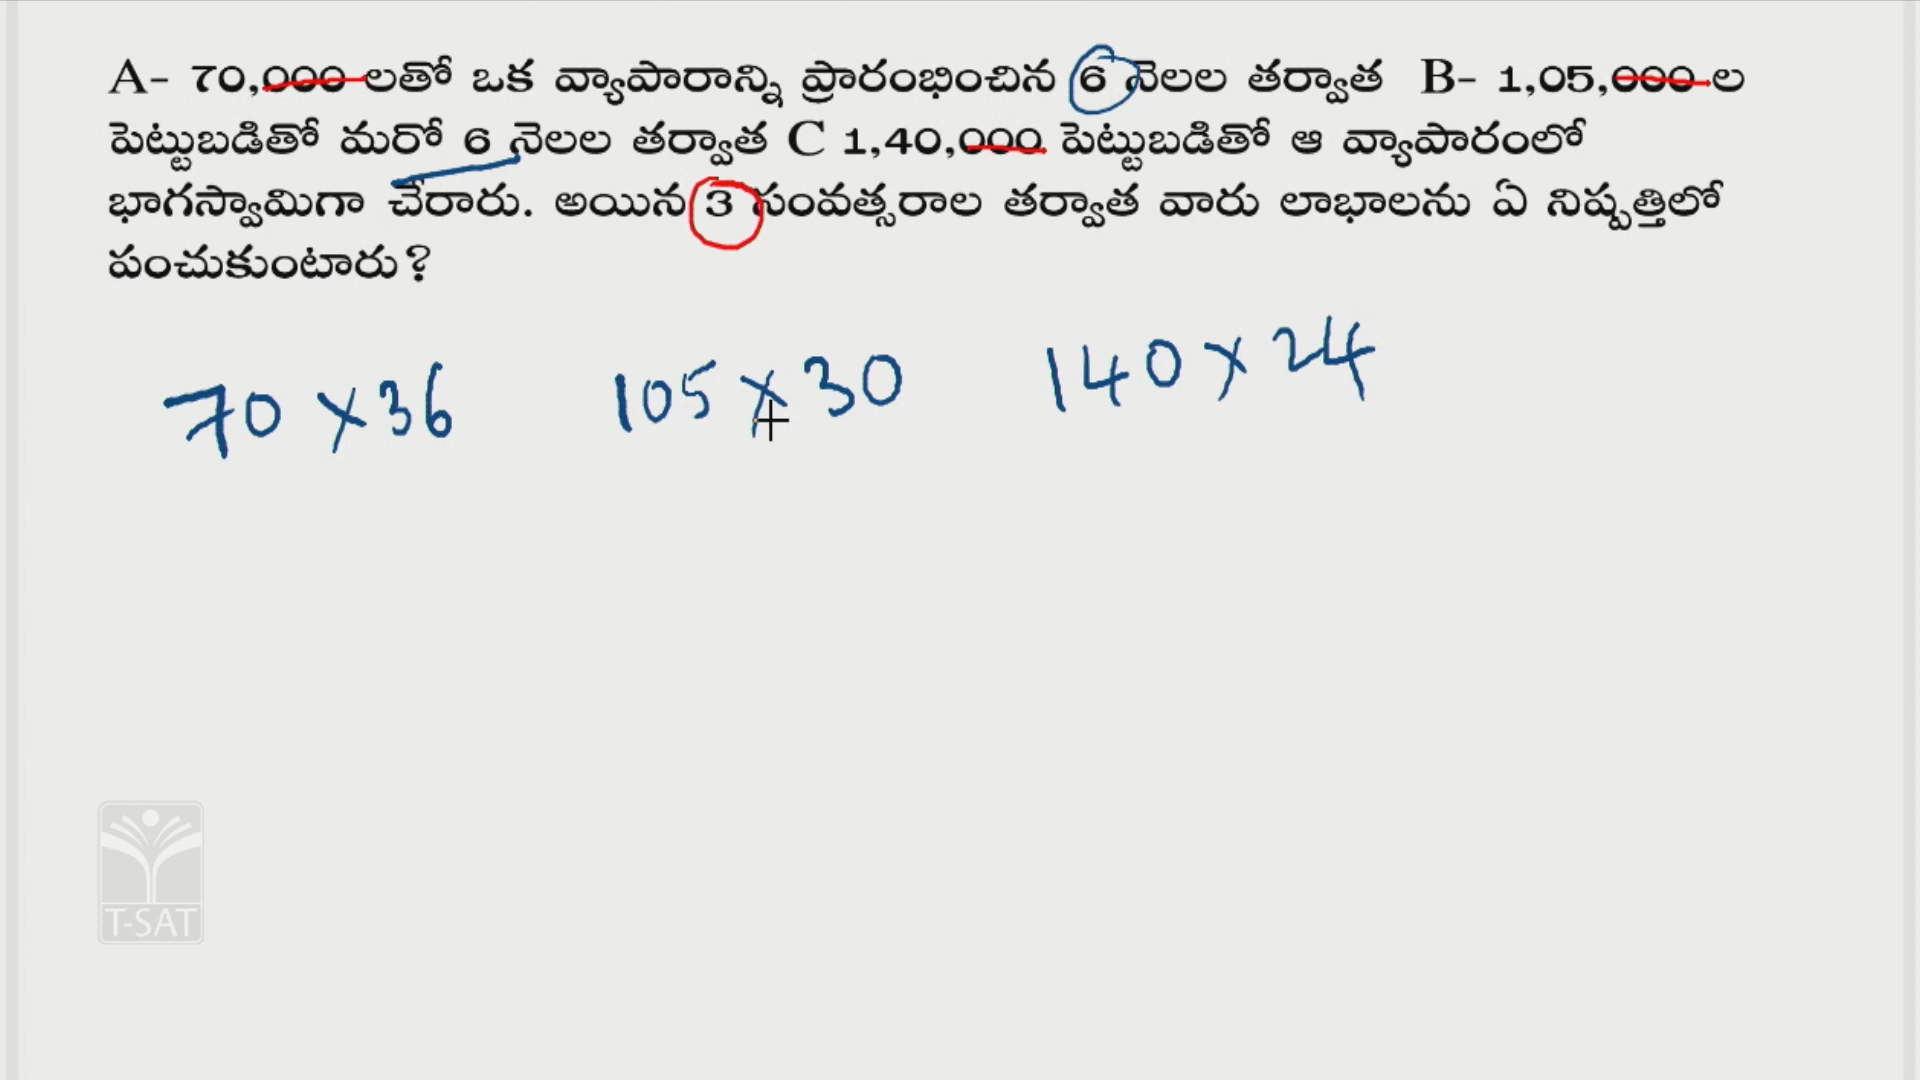 A- 70,000 లతో ఒక వ్యాపారాన్ని ప్రారంభించిన 6 నెలల తర్వాత B- 1,05,000 ల
పెట్టుబడితో మరో 6 నెలల తర్వాత C 1,40,000 పెట్టుబడితో ఆ వ్యాపారంలో
భాగస్వామిగా చేరారు. అయిన 3 సంవత్సరాల తర్వాత వారు లాభాలను ఏ నిష్పత్తిలో
పంచుకుంటారు?
70 x 36 105 x 30 140 x 24
T-SAT